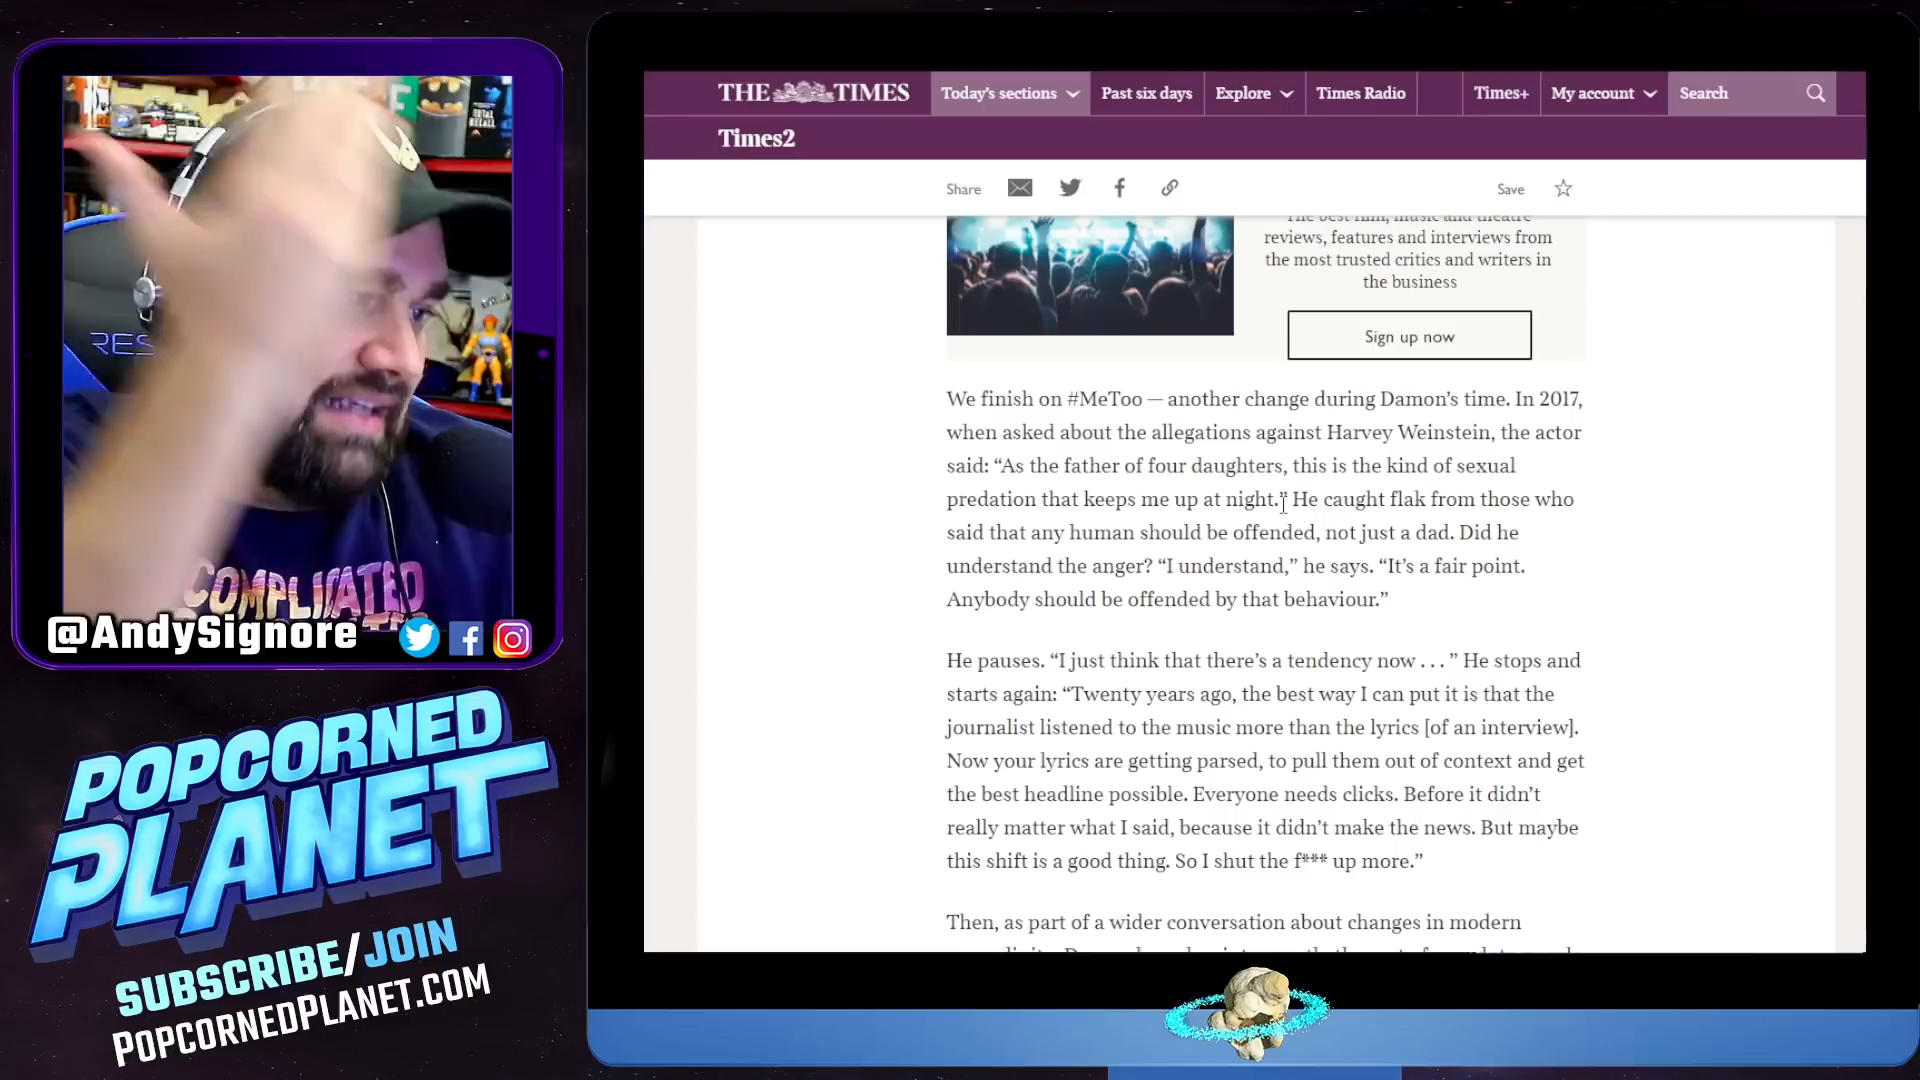 TOTAL RECALL
RES
COMPLICATED
@AndySignore
POPCORNED
PLANET
SUBSCRIBE/JOIN
POPCORNEDPLANET.COM
THE TIMES
Today's sections
Past six days
Explore
Times Radio
Times+
My account
Search
Times2
Share
Save
The best film, music and theatre
reviews, features and interviews from
the most trusted critics and writers in
the business
Sign up now
We finish on #MeToo — another change during Damon's time. In 2017,
when asked about the allegations against Harvey Weinstein, the actor
said: “As the father of four daughters, this is the kind of sexual
predation that keeps me up at night.” He caught flak from those who
said that any human should be offended, not just a dad. Did he
understand the anger? “I understand,” he says. “It's a fair point.
Anybody should be offended by that behaviour.”
He pauses. “I just think that there's a tendency now . . . ” He stops and
starts again: “Twenty years ago, the best way I can put it is that the
journalist listened to the music more than the lyrics [of an interview].
Now your lyrics are getting parsed, to pull them out of context and get
the best headline possible. Everyone needs clicks. Before it didn't
really matter what I said, because it didn't make the news. But maybe
this shift is a good thing. So I shut the f*** up more.”
Then, as part of a wider conversation about changes in modern